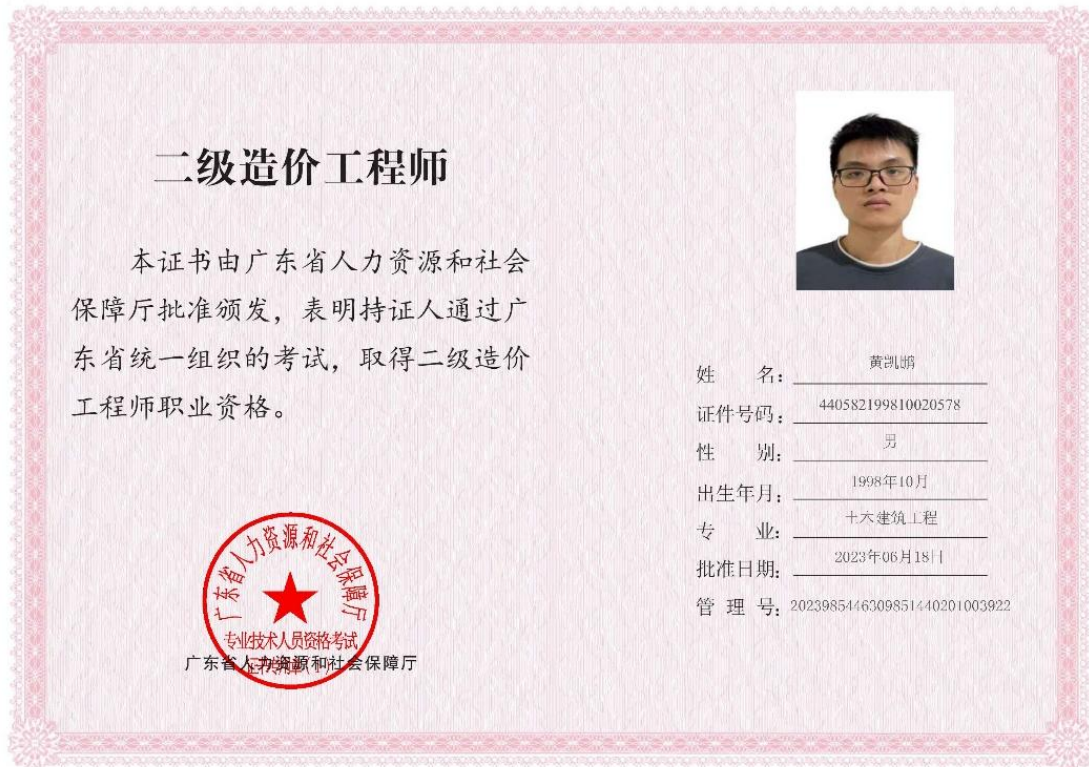 二级造价工程师
本证书由广东省人力资源和社会
保障厅批准颁发，表明持证人通过广
东省统一组织的考试，取得二级造价
工程师职业资格。
广东省人力资源和社会保障厅
专业技术人员资格考试
广东省人力资源和社会保障厅
姓 名：黄凯鹏
证件号码：440582199810020578
性 别：男
出生年月：1998年10月
专 业：土木建筑工程
批准日期：2023年06月18日
管 理 号：2023985446309851440201003922